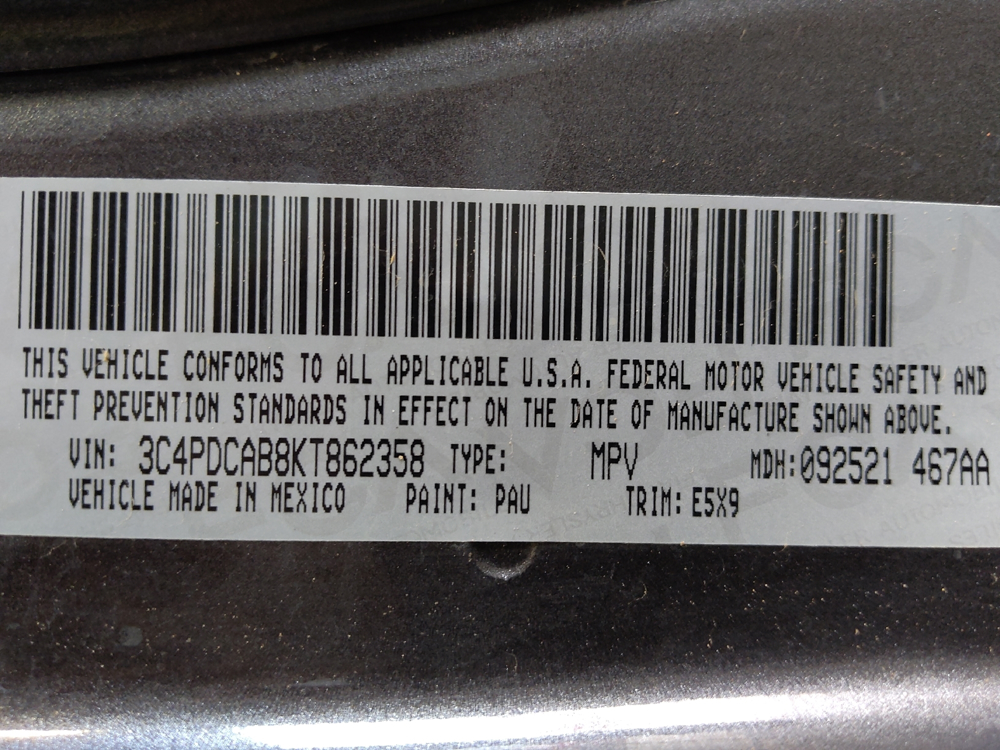 THIS VEHICLE CONFORMS TO ALL APPLICABLE U.S.A. FEDERAL MOTOR VEHICLE SAFETY AND
THEFT PREVENTION STANDARDS IN EFFECT ON THE DATE OF MANUFACTURE SHOWN ABOVE.
VIN: 3C4PDCAB8KT862358 TYPE: MPV MDH:092521 467AA
VEHICLE MADE IN MEXICO PAINT: PAU TRIM: E5X9